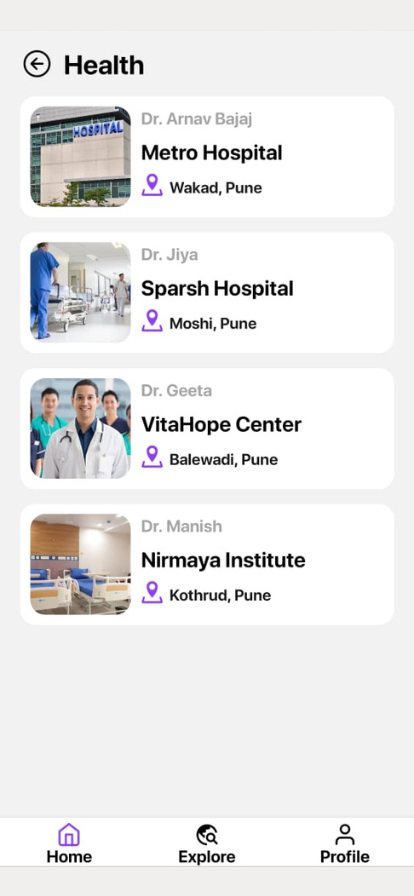 Health
Dr. Arnav Bajaj
HOSPITAL
Metro Hospital
Wakad, Pune
Dr. Jiya
Sparsh Hospital
Moshi, Pune
Dr. Geeta
VitaHope Center
Balewadi, Pune
Dr. Manish
Nirmaya Institute
Kothrud, Pune
Home
Explore
Profile